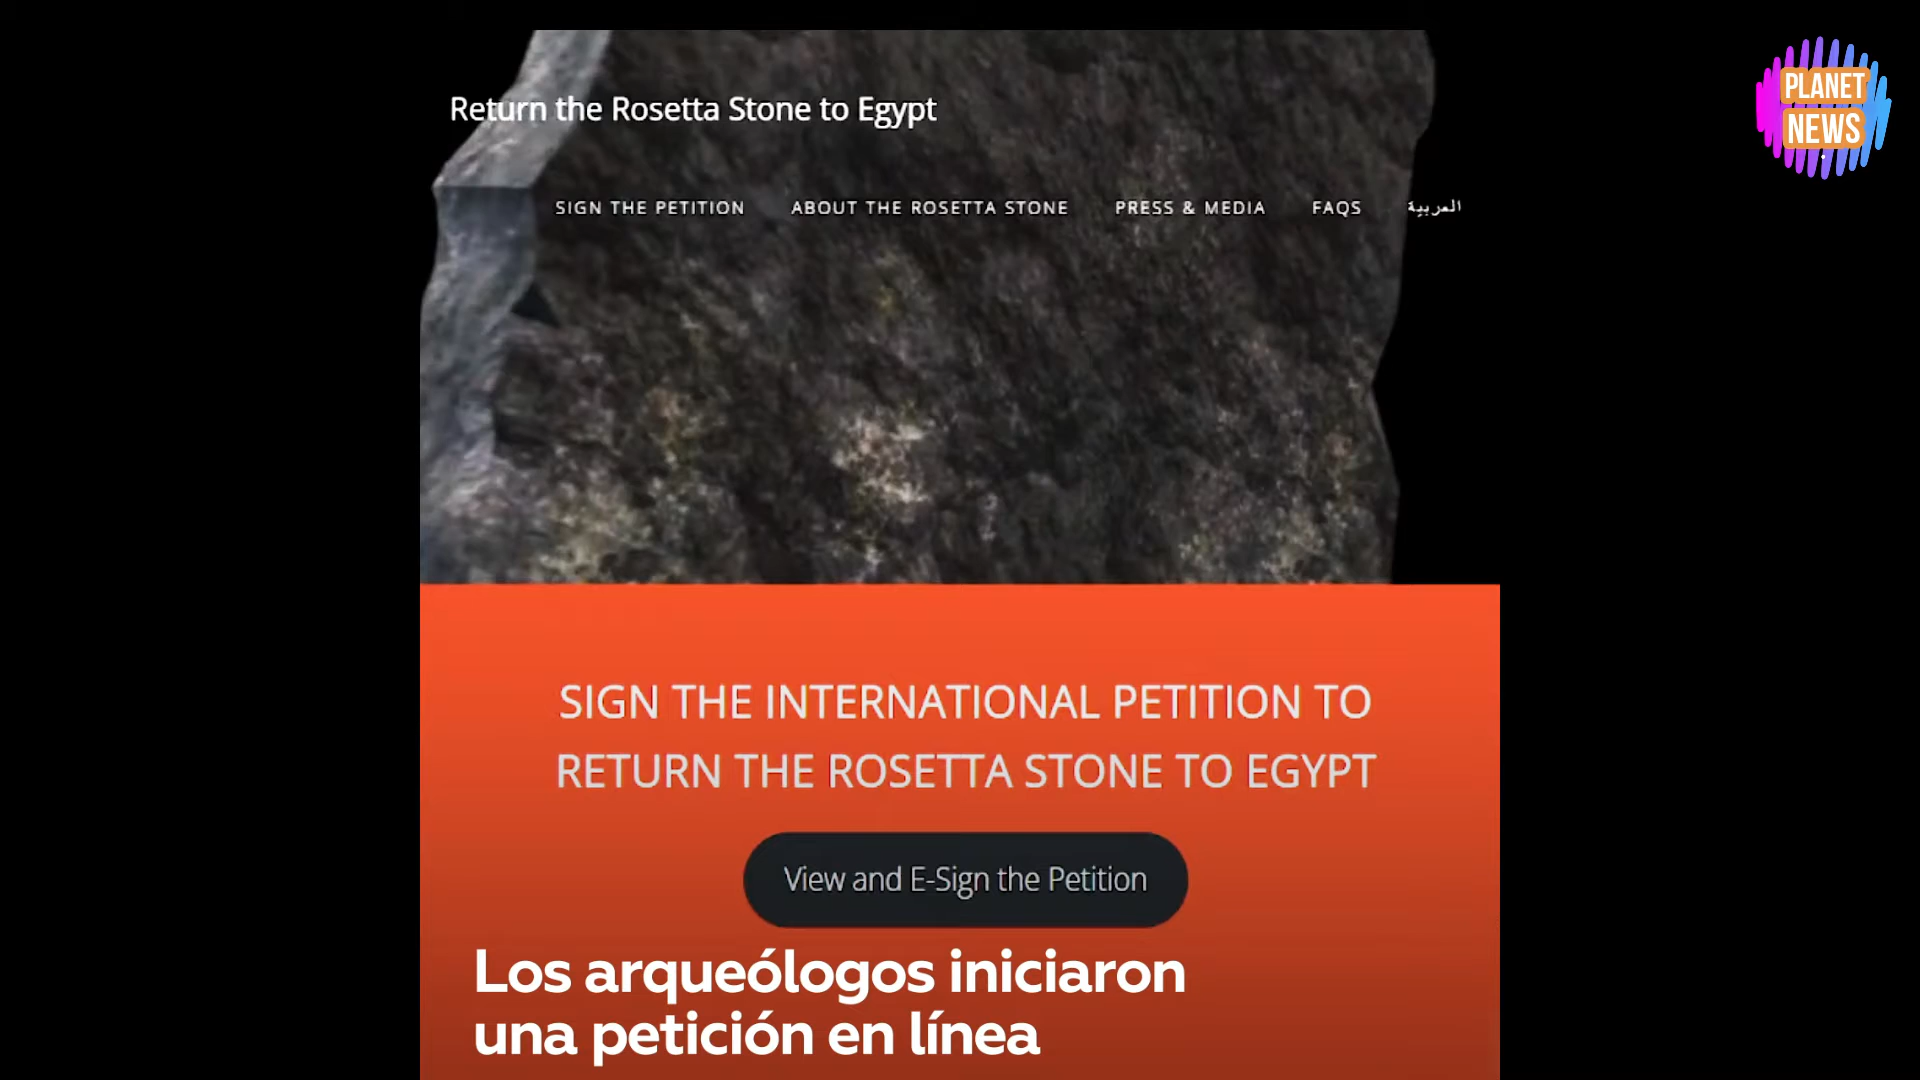 PLANET
NEWS
Return the Rosetta Stone to Egypt
SIGN THE PETITION ABOUT THE ROSETTA STONE PRESS & MEDIA FAQS العربية
SIGN THE INTERNATIONAL PETITION TO
RETURN THE ROSETTA STONE TO EGYPT
View and E-Sign the Petition
Los arqueólogos iniciaron
una petición en línea